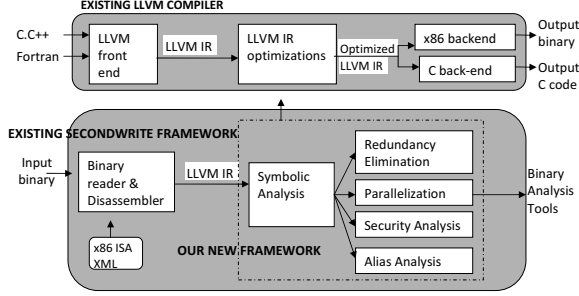 EXISTING LLVM COMPILER
C.C++
Fortran
LLVM
front
end
LLVM IR
LLVM IR
optimizations
Optimized
LLVM IR
x86 backend
C back-end
Output
binary
Output
C code
EXISTING SECONDWRITE FRAMEWORK
Input
binary
Binary
reader &
Disassembler
LLVM IR
Symbolic
Analysis
Redundancy
Elimination
Parallelization
Security Analysis
Alias Analysis
Binary
Analysis
Tools
x86 ISA
XML
OUR NEW FRAMEWORK